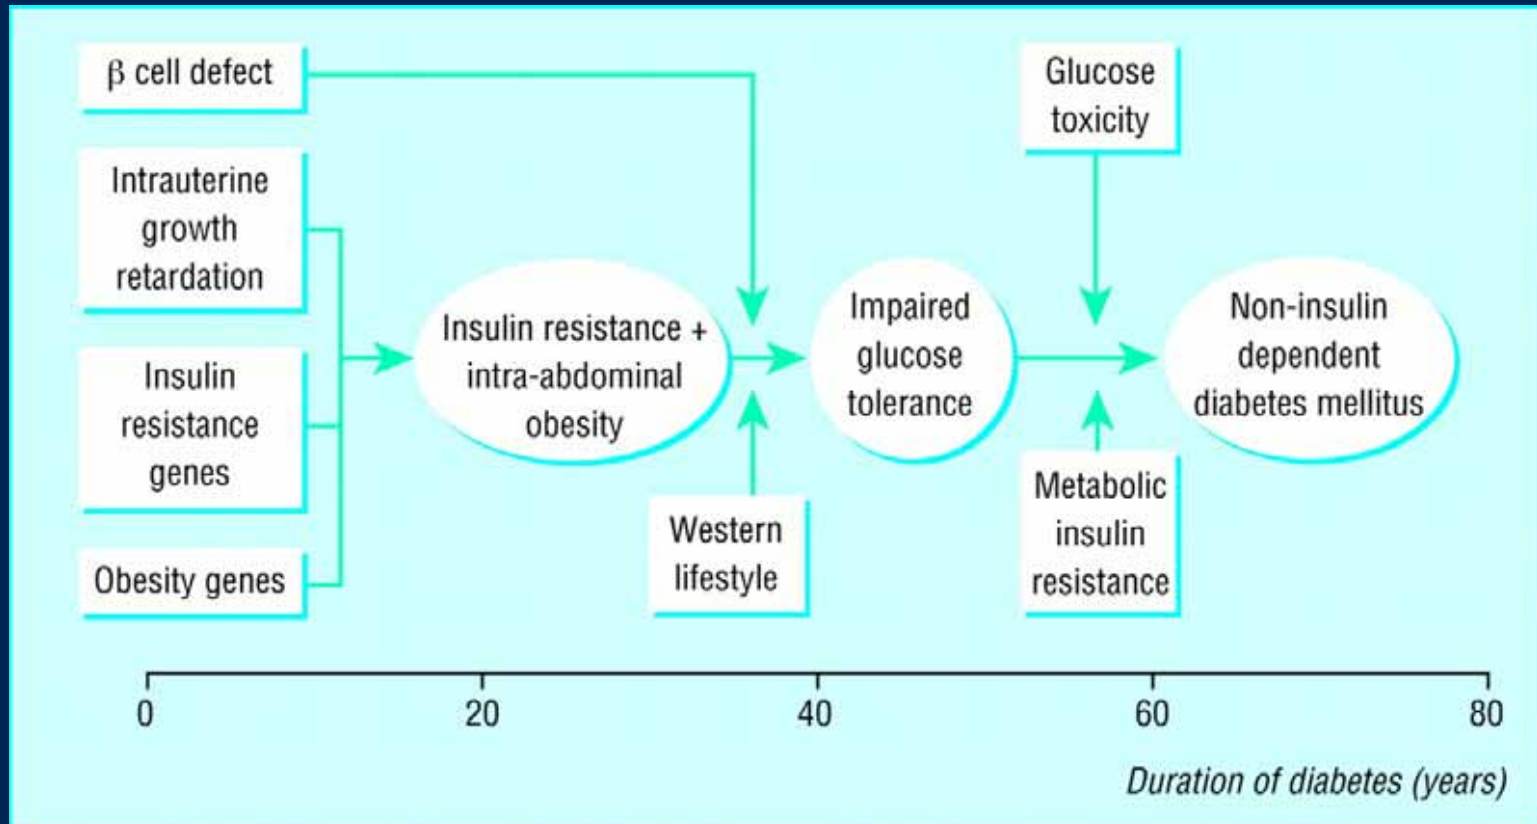 β cell defect
Intrauterine
growth
retardation
Insulin
resistance
genes
Obesity genes
Insulin resistance +
intra-abdominal
obesity
Western
lifestyle
Impaired
glucose
tolerance
Glucose
toxicity
Metabolic
insulin
resistance
Non-insulin
dependent
diabetes mellitus
0 20 40 60 80
Duration of diabetes (years)